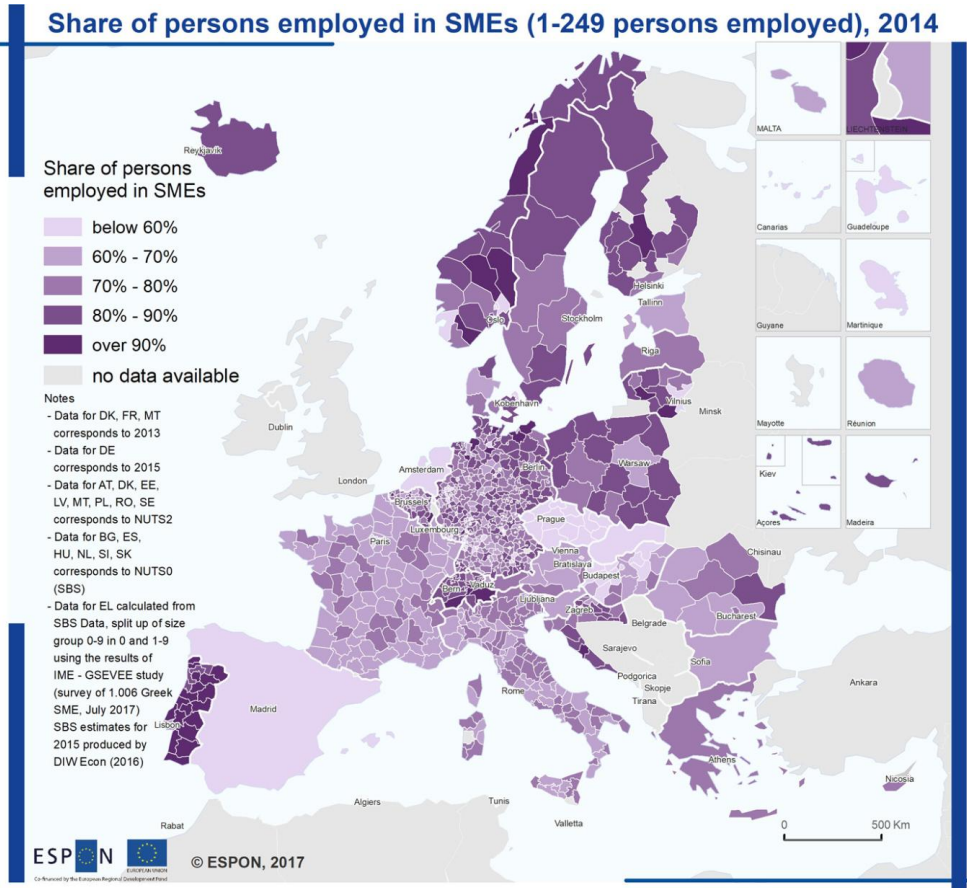 Share of persons employed in SMEs (1-249 persons employed), 2014
Reykjavik
Share of persons
employed in SMEs
below 60%
60% - 70%
70% - 80%
80% - 90%
over 90%
no data available
Notes
- Data for DK, FR, MT
corresponds to 2013
- Data for DE
corresponds to 2015
- Data for AT, DK, EE,
LV, MT, PL, RO, SE
corresponds to NUTS2
- Data for BG, ES,
HU, NL, SI, SK
corresponds to NUTS0
(SBS)
- Data for EL calculated from
SBS Data, split up of size
group 0-9 in 0 and 1-9
using the results of
IME - GSEVEE study
(survey of 1.006 Greek
SME, July 2017)
SBS estimates for
2015 produced by
DIW Econ (2016)
MALTA
LIECHTENSTEIN
Canarias
Guadeloupe
Guyane
Martinique
Mayotte
Réunion
Kiev
Açores
Madeira
Helsinki
Tallinn
Oslo
Stockholm
Riga
København
Vilnius
Minsk
Dublin
Amsterdam
Berlin
Warsaw
London
Brussels
Luxembourg
Prague
Paris
Vienna
Bratislava
Chisinau
Budapest
Bern
Vaduz
Ljubljana
Zagreb
Belgrade
Bucharest
Sarajevo
Sofia
Podgorica
Skopje
Tirana
Ankara
Rome
Madrid
Lisbon
Athens
Nicosia
Algiers
Tunis
Valletta
Rabat
0
500 Km
ESPON
EUROPEAN UNION
Co-financed by the European Regional Development Fund
© ESPON, 2017